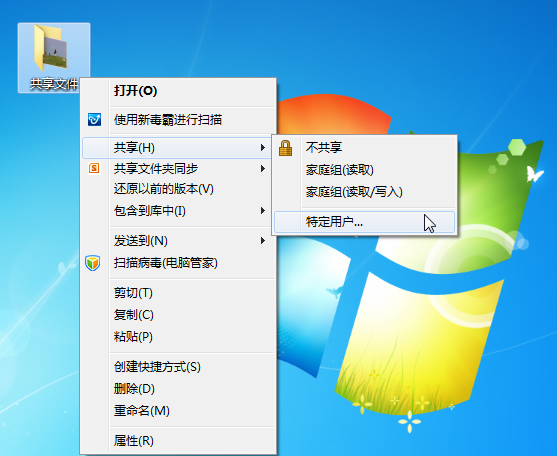 共享文件
打开(O)
使用新毒霸进行扫描
共享(H)
不共享
共享文件夹同步
家庭组(读取)
还原以前的版本(V)
家庭组(读取/写入)
包含到库中(I)
特定用户...
发送到(N)
扫描病毒(电脑管家)
剪切(T)
复制(C)
粘贴(P)
创建快捷方式(S)
删除(D)
重命名(M)
属性(R)